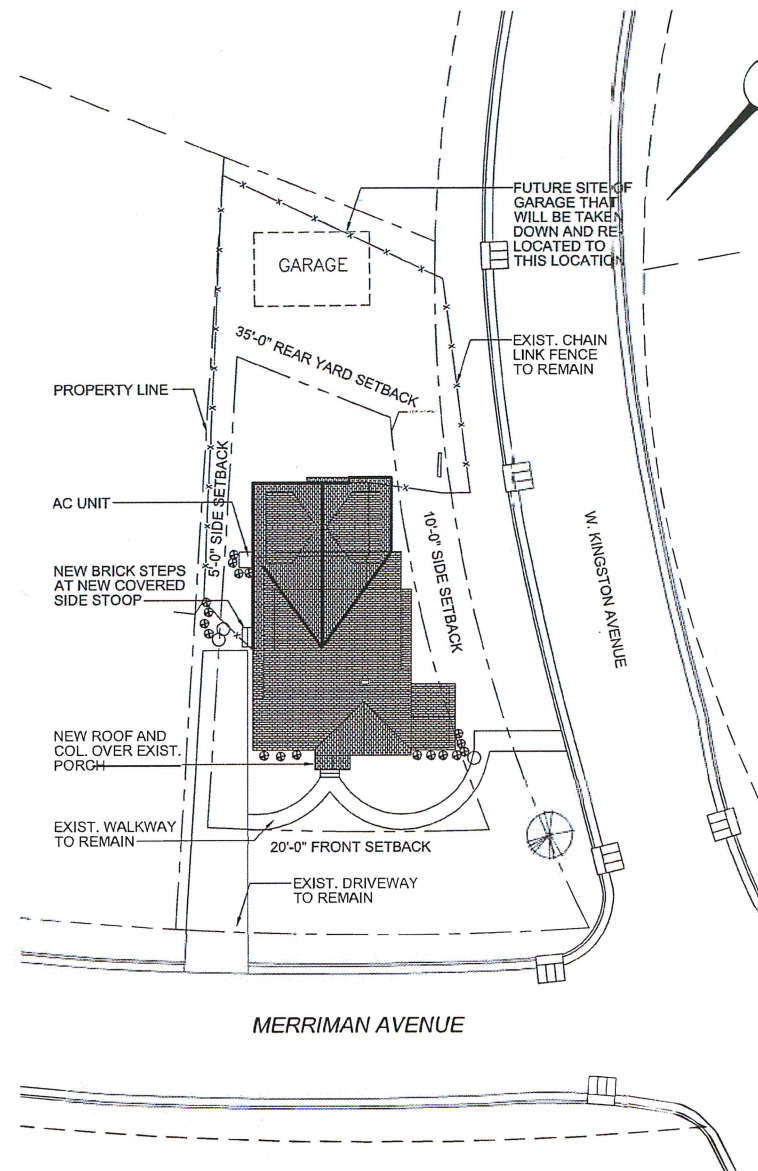 FUTURE SITE OF
GARAGE THAT
WILL BE TAKEN
DOWN AND RE-
LOCATED TO
THIS LOCATION
GARAGE
35'-0" REAR YARD SETBACK
EXIST. CHAIN
LINK FENCE
TO REMAIN
PROPERTY LINE
5'-0" SIDE SETBACK
AC UNIT
10'-0" SIDE SETBACK
W. KINGSTON AVENUE
NEW BRICK STEPS
AT NEW COVERED
SIDE STOOP
NEW ROOF AND
COL. OVER EXIST.
PORCH
EXIST. WALKWAY
TO REMAIN
20'-0" FRONT SETBACK
EXIST. DRIVEWAY
TO REMAIN
MERRIMAN AVENUE